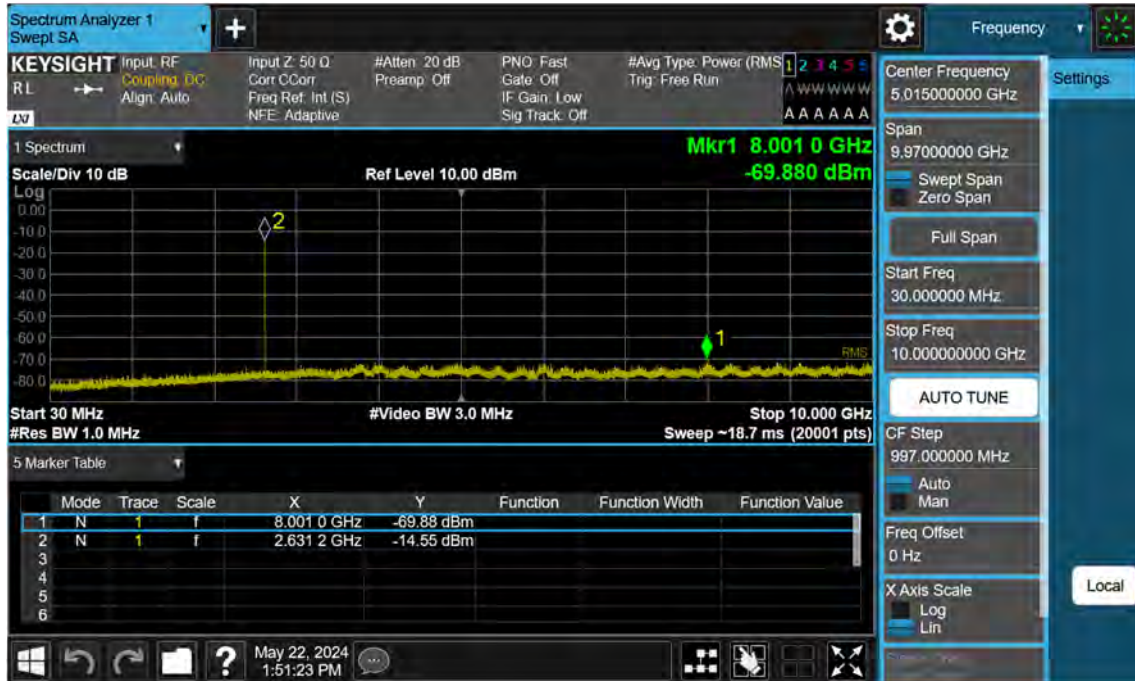 Spectrum Analyzer 1
Swept SA
Frequency
KEYSIGHT
RL
LXI
Input: RF
Coupling: DC
Align: Auto
Input Z: 50 Ω
Corr CCorr
Freq Ref: Int (S)
NFE: Adaptive
#Atten: 20 dB
Preamp: Off
PNO: Fast
Gate: Off
IF Gain: Low
Sig Track: Off
#Avg Type: Power (RMS
Trig: Free Run
1 2 3 4 5 6
A W W W W W
A A A A A A
1 Spectrum
Scale/Div 10 dB
Ref Level 10.00 dBm
Mkr1 8.001 0 GHz
-69.880 dBm
Log
0.00
-10.0
-20.0
-30.0
-40.0
-50.0
-60.0
-70.0
-80.0
2
1
RMS
Start 30 MHz
#Video BW 3.0 MHz
Stop 10.000 GHz
#Res BW 1.0 MHz
Sweep ~18.7 ms (20001 pts)
5 Marker Table
Mode Trace Scale X Y Function Function Width Function Value
1 N 1 f 8.001 0 GHz -69.88 dBm
2 N 1 f 2.631 2 GHz -14.55 dBm
3
4
5
6
May 22, 2024
1:51:23 PM
Center Frequency
5.015000000 GHz
Span
9.97000000 GHz
Swept Span
Zero Span
Full Span
Start Freq
30.000000 MHz
Stop Freq
10.000000000 GHz
AUTO TUNE
CF Step
997.000000 MHz
Auto
Man
Freq Offset
0 Hz
X Axis Scale
Log
Lin
Settings
Local